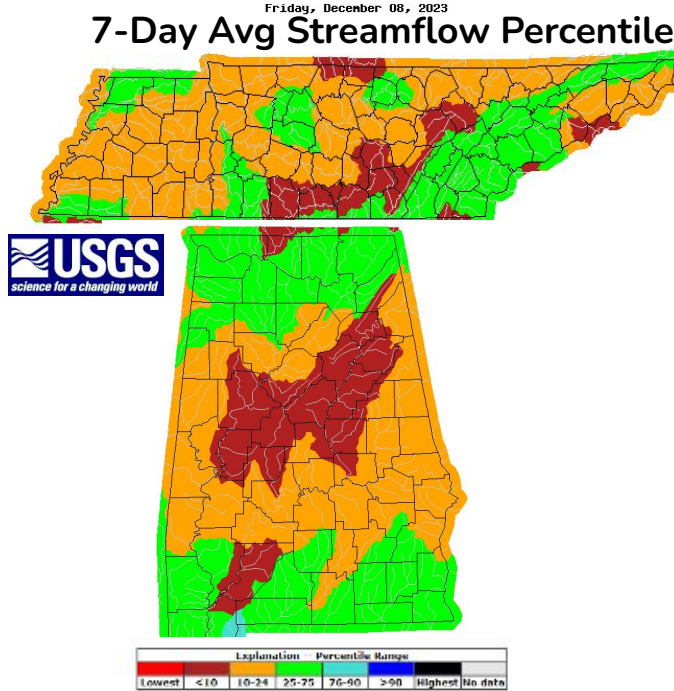 Friday, December 08, 2023
7-Day Avg Streamflow Percentile
USGS
science for a changing world
Explanation - Percentile Range
Lowest <10 10-24 25-75 76-90 >90 Highest No data